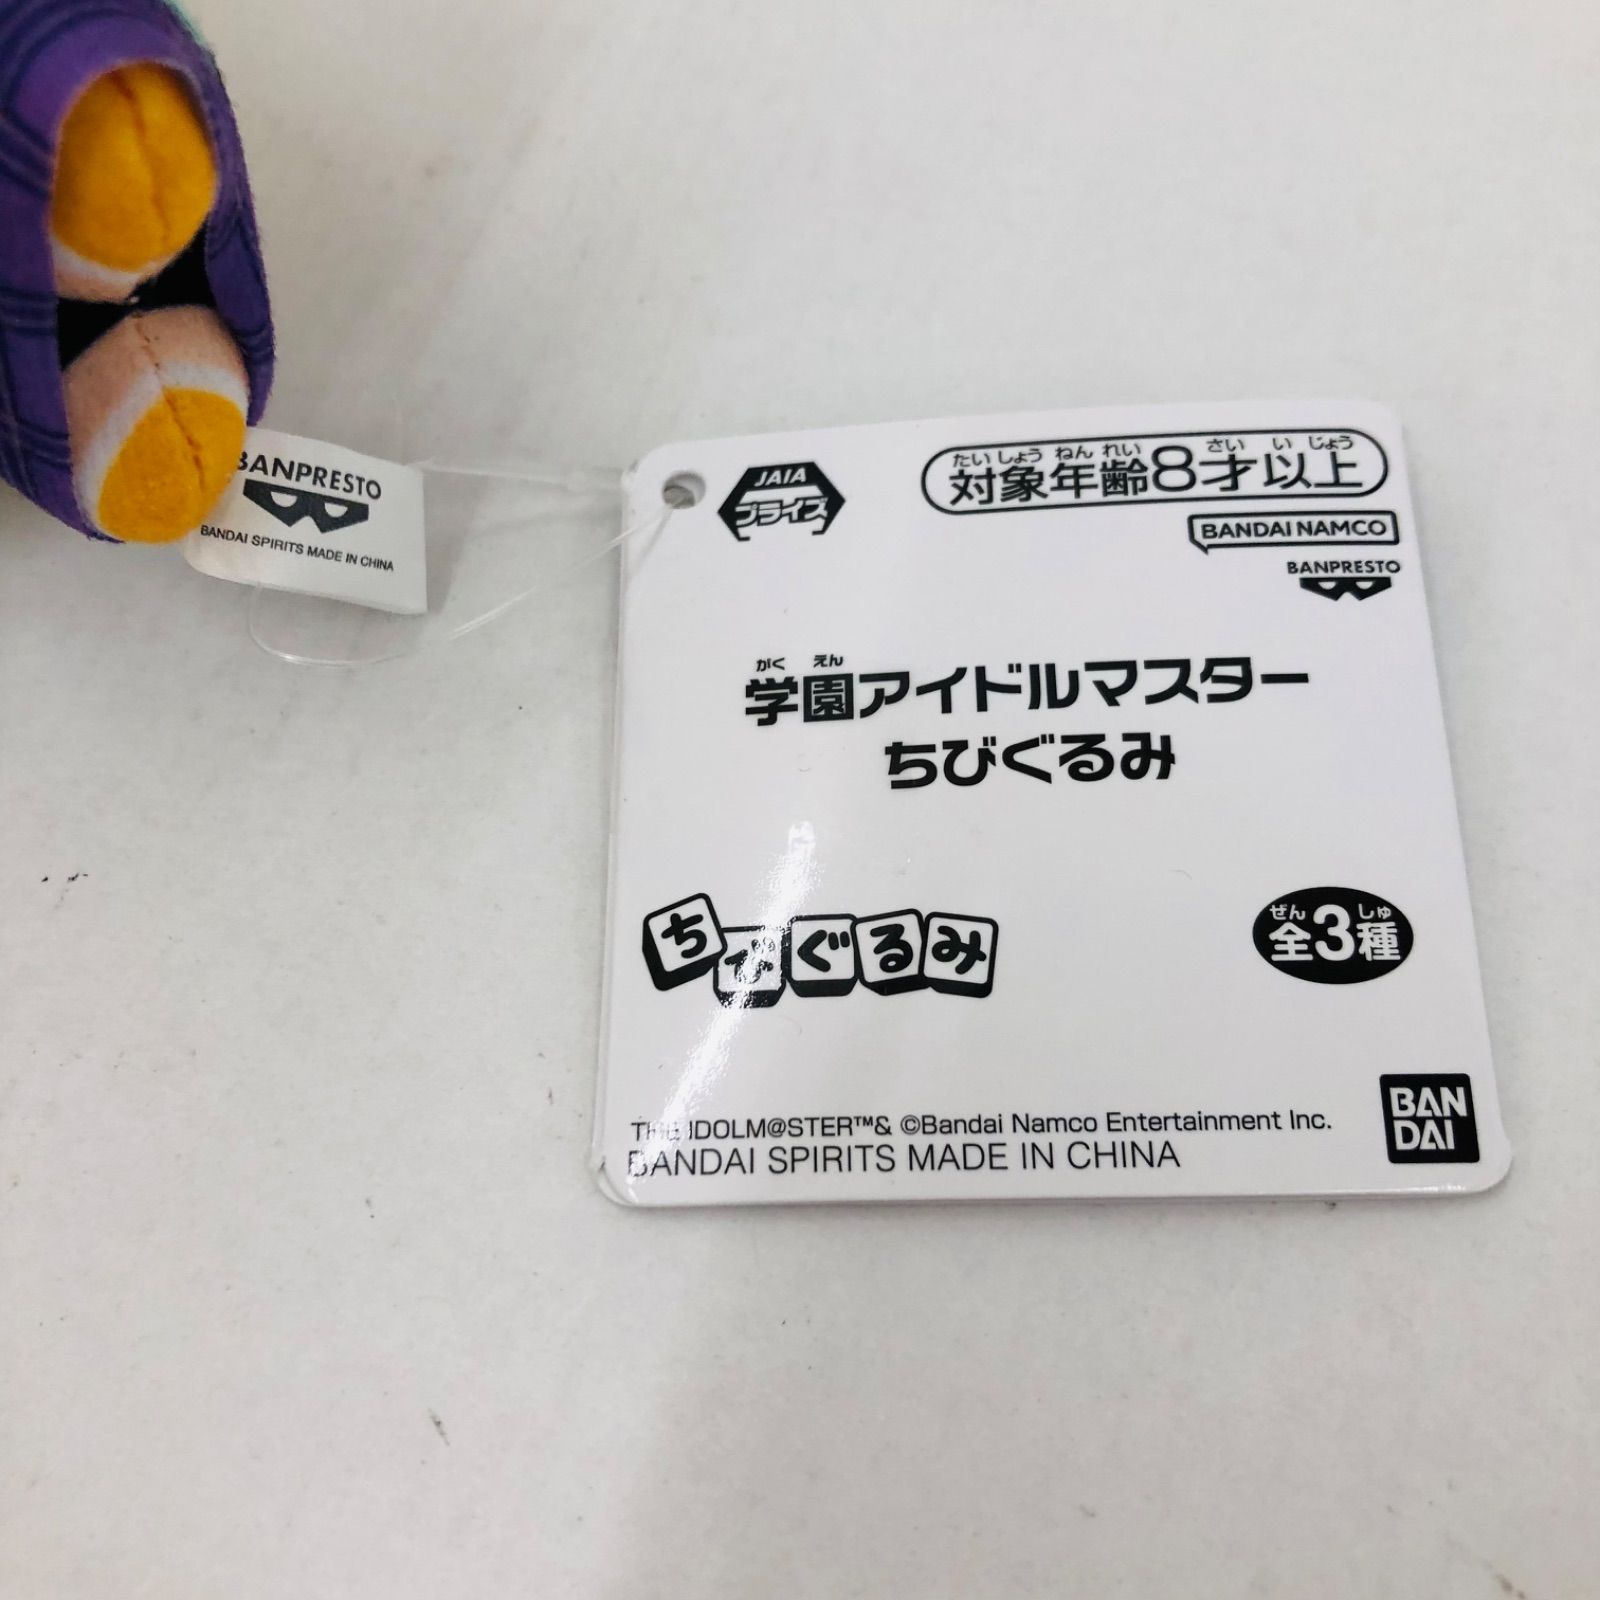 BANPRESTO
BANDAI SPIRITS MADE IN CHINA
JAIA
プライズ
たいしょうねんれい さいいじょう
対象年齢8才以上
BANDAI NAMCO
BANPRESTO
がくえん
学園アイドルマスター
ちびぐるみ
ちびぐるみ
ぜん しゅ
全3種
THE IDOLM@STER™& ©Bandai Namco Entertainment Inc.
BANDAI SPIRITS MADE IN CHINA
BAN
DAI